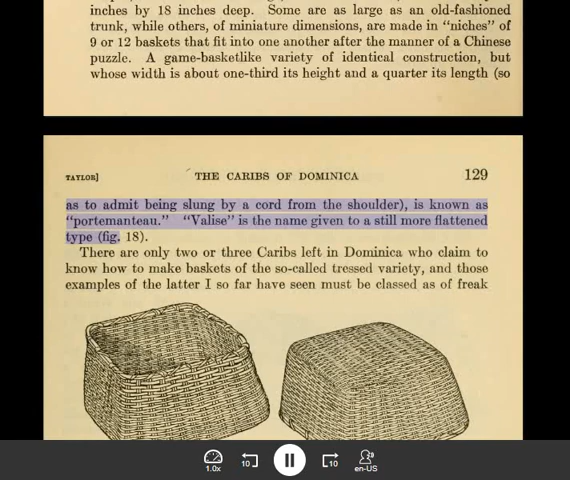 inches by 18 inches deep. Some are as large as an old-fashioned
trunk, while others, of miniature dimensions, are made in “niches” of
9 or 12 baskets that fit into one another after the manner of a Chinese
puzzle. A game-basketlike variety of identical construction, but
whose width is about one-third its height and a quarter its length (so
TAYLOR] THE CARIBS OF DOMINICA 129
as to admit being slung by a cord from the shoulder), is known as
“portemanteau.” “Valise” is the name given to a still more flattened
type (fig. 18).
There are only two or three Caribs left in Dominica who claim to
know how to make baskets of the so-called tressed variety, and those
examples of the latter I so far have seen must be classed as of freak
1.0x 10 10 en-US